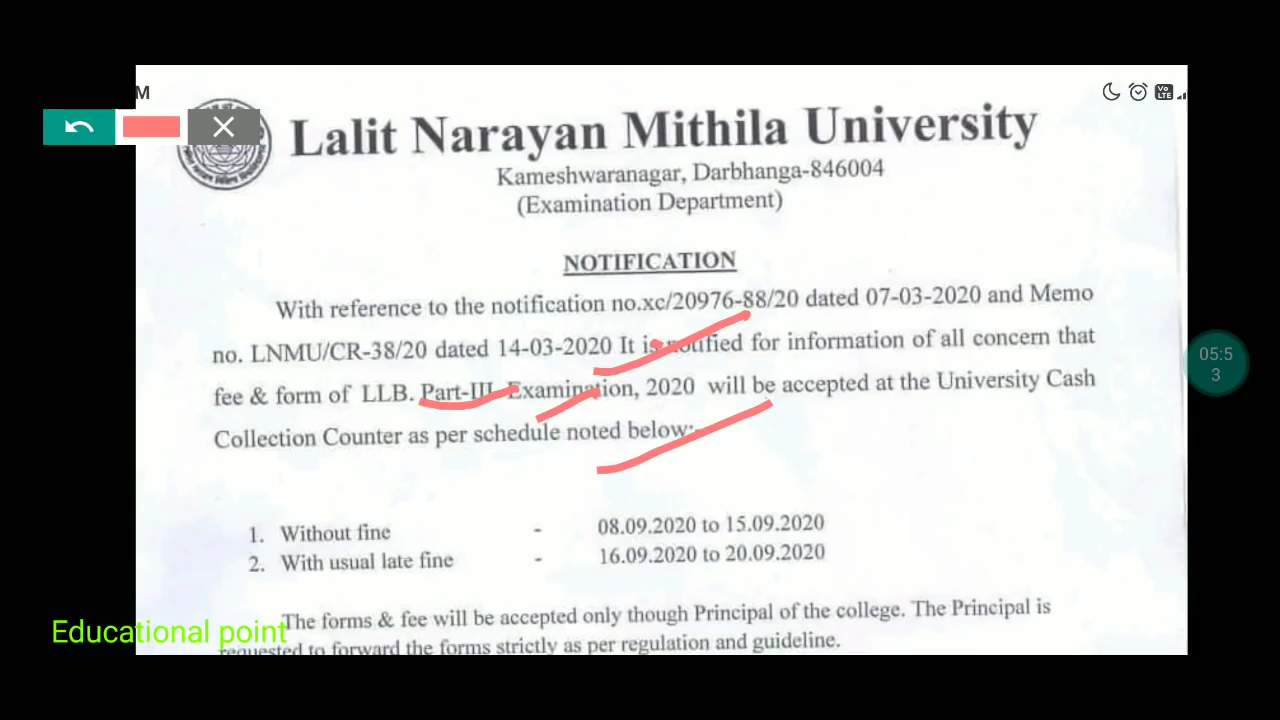 M
Vo
LTE
Lalit Narayan Mithila University
Kameshwaranagar, Darbhanga-846004
(Examination Department)
NOTIFICATION
With reference to the notification no.xc/20976-88/20 dated 07-03-2020 and Memo
no. LNMU/CR-38/20 dated 14-03-2020 It is notified for information of all concern that
fee & form of LLB. Part-III Examination, 2020 will be accepted at the University Cash
Collection Counter as per schedule noted below:-
1. Without fine - 08.09.2020 to 15.09.2020
2. With usual late fine - 16.09.2020 to 20.09.2020
The forms & fee will be accepted only though Principal of the college. The Principal is
requested to forward the forms strictly as per regulation and guideline.
Educational point
05:5
3